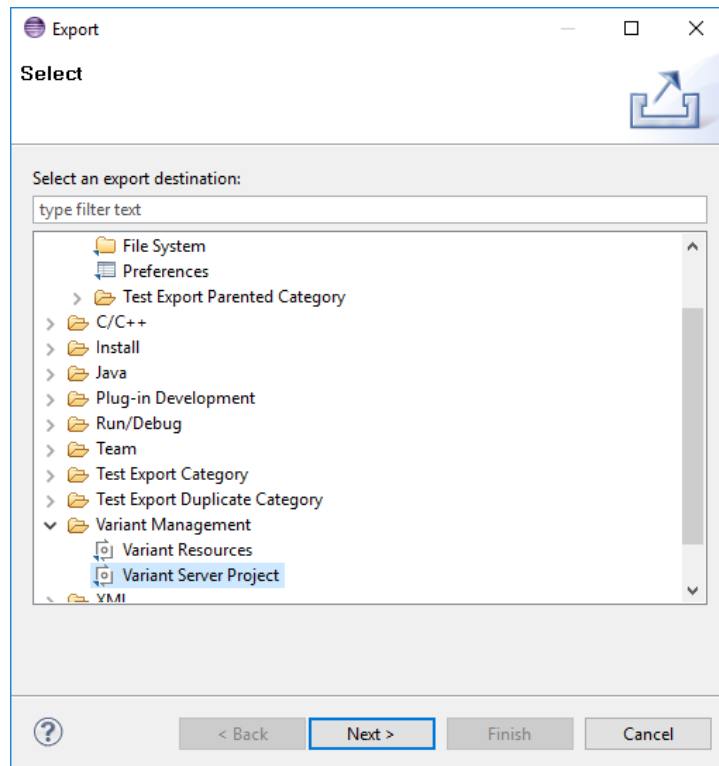 Export
Select
Select an export destination:
type filter text
File System
Preferences
Test Export Parented Category
C/C++
Install
Java
Plug-in Development
Run/Debug
Team
Test Export Category
Test Export Duplicate Category
Variant Management
Variant Resources
Variant Server Project
XML
< Back Next > Finish Cancel